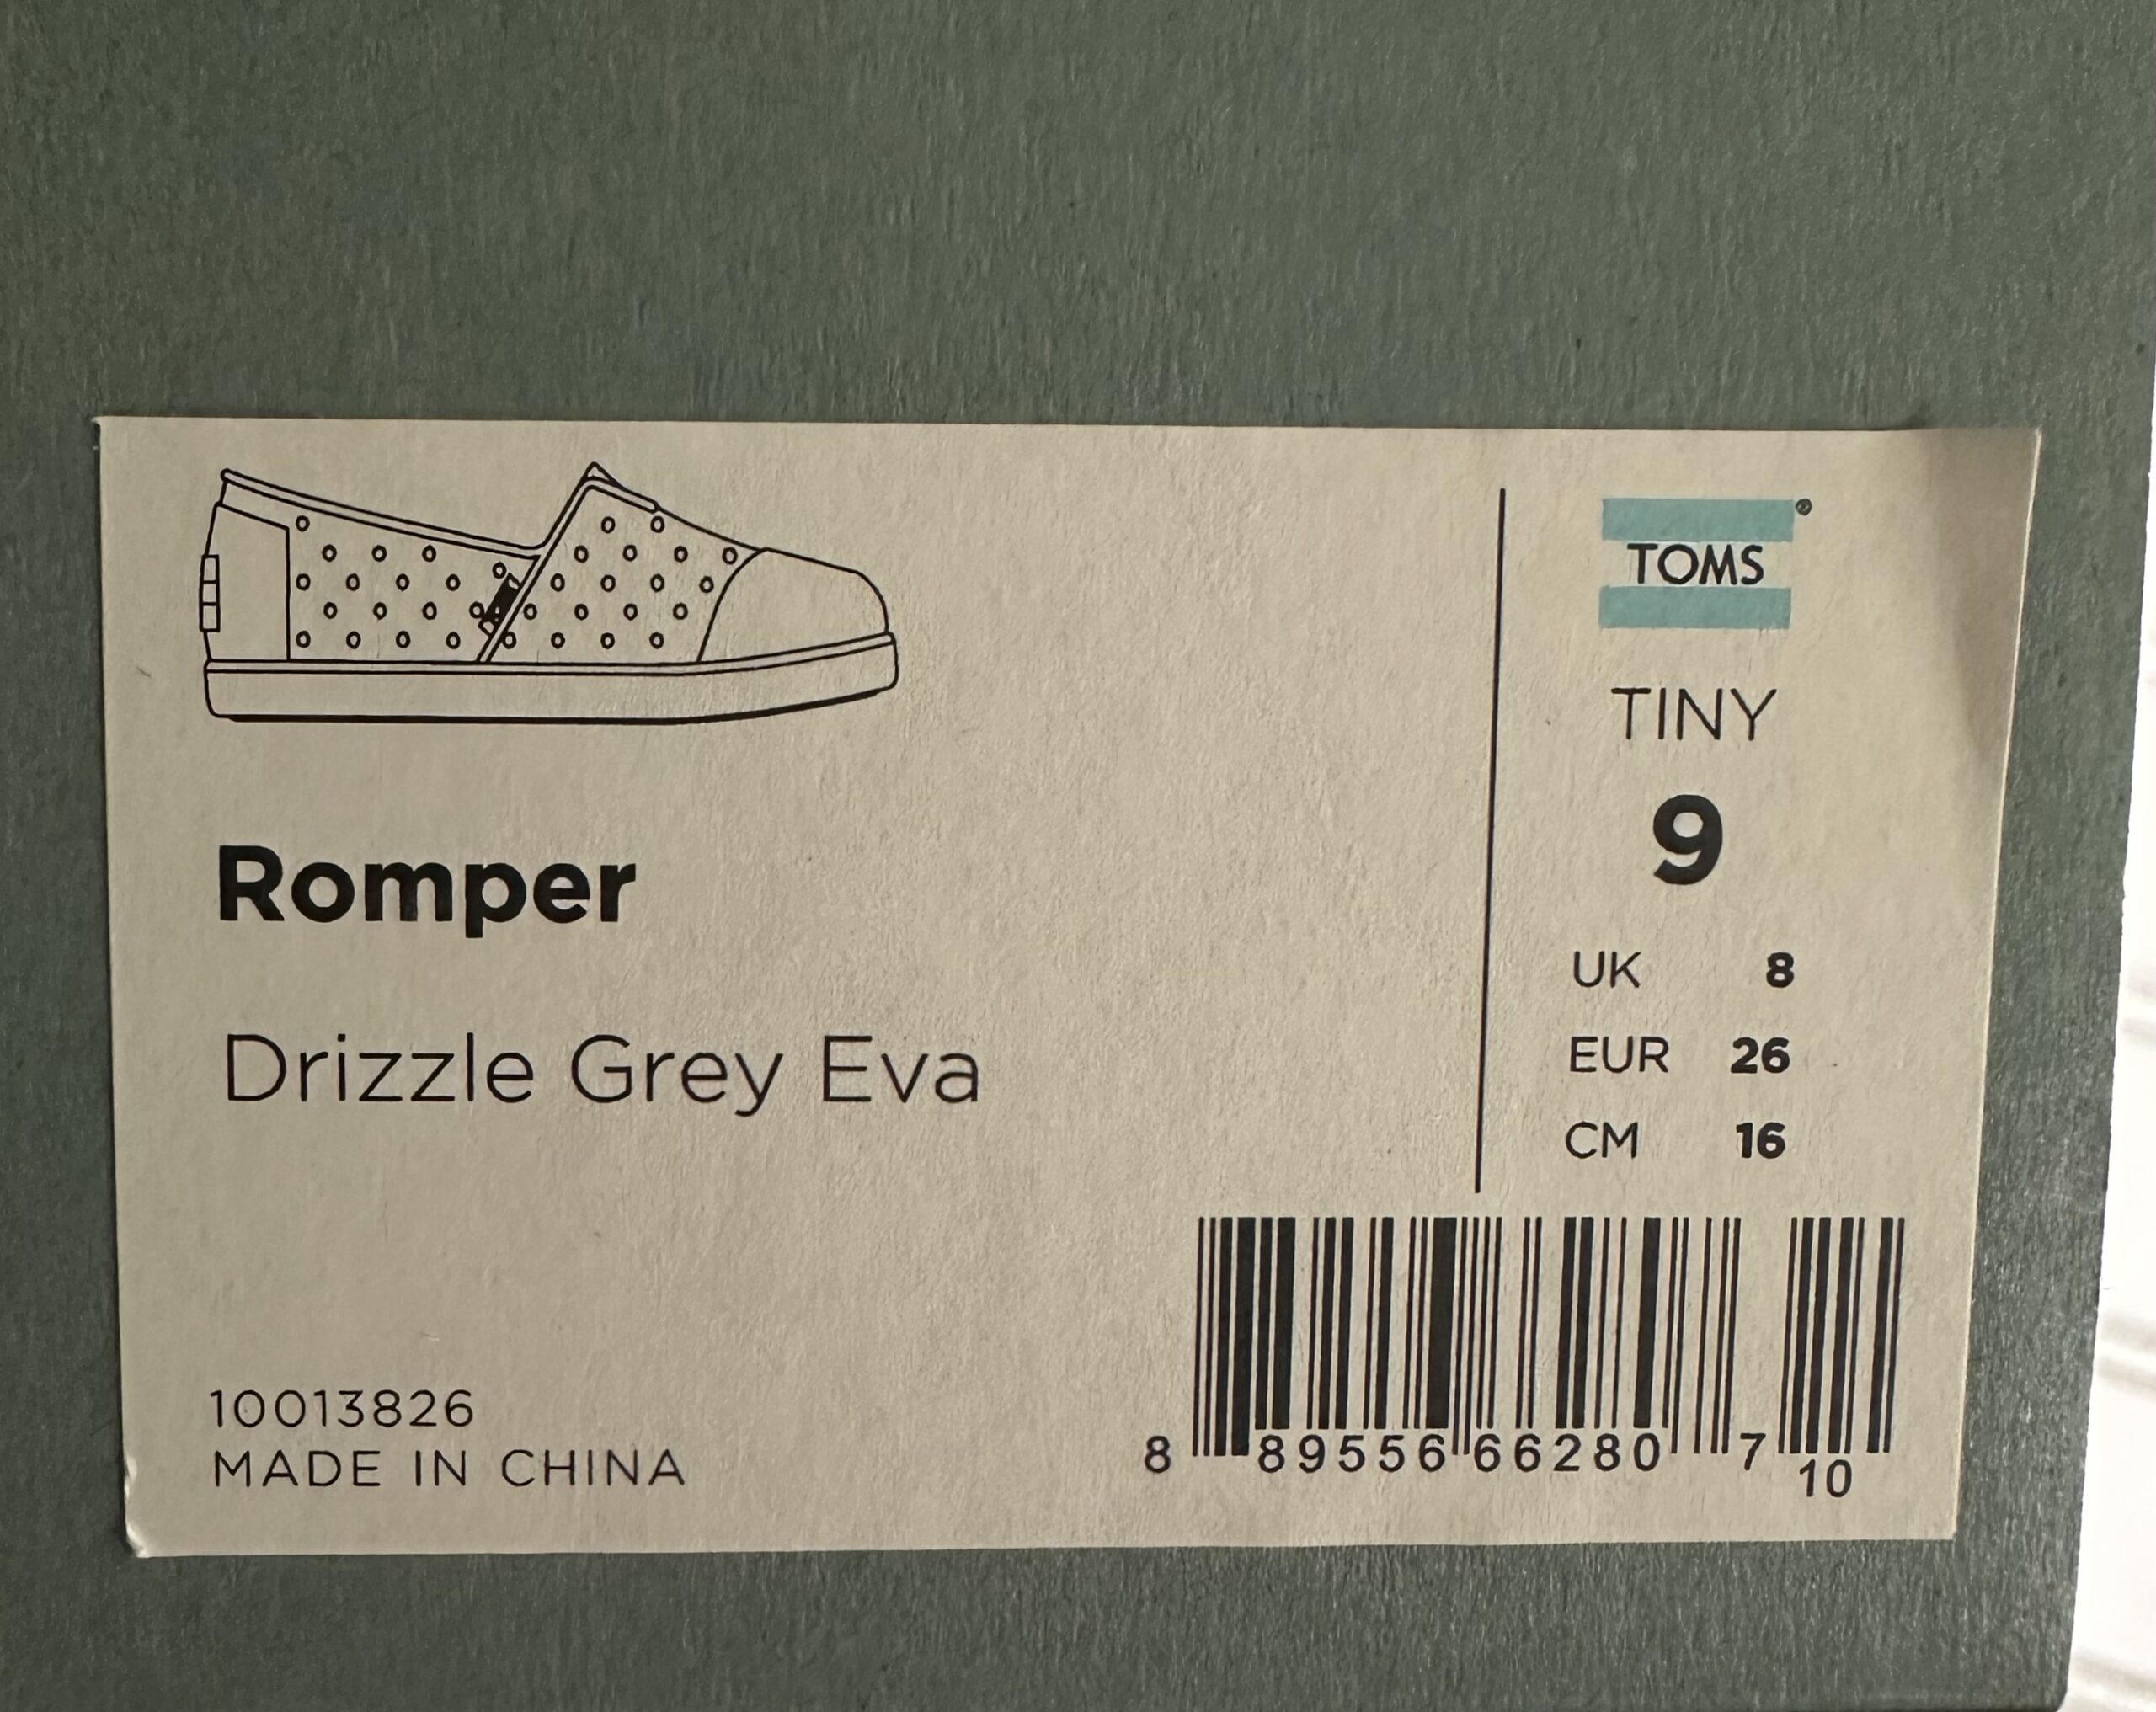 TOMS
TINY
9
Romper
UK 8
Drizzle Grey Eva
EUR 26
CM 16
10013826
MADE IN CHINA
8 89556 66280 7
10